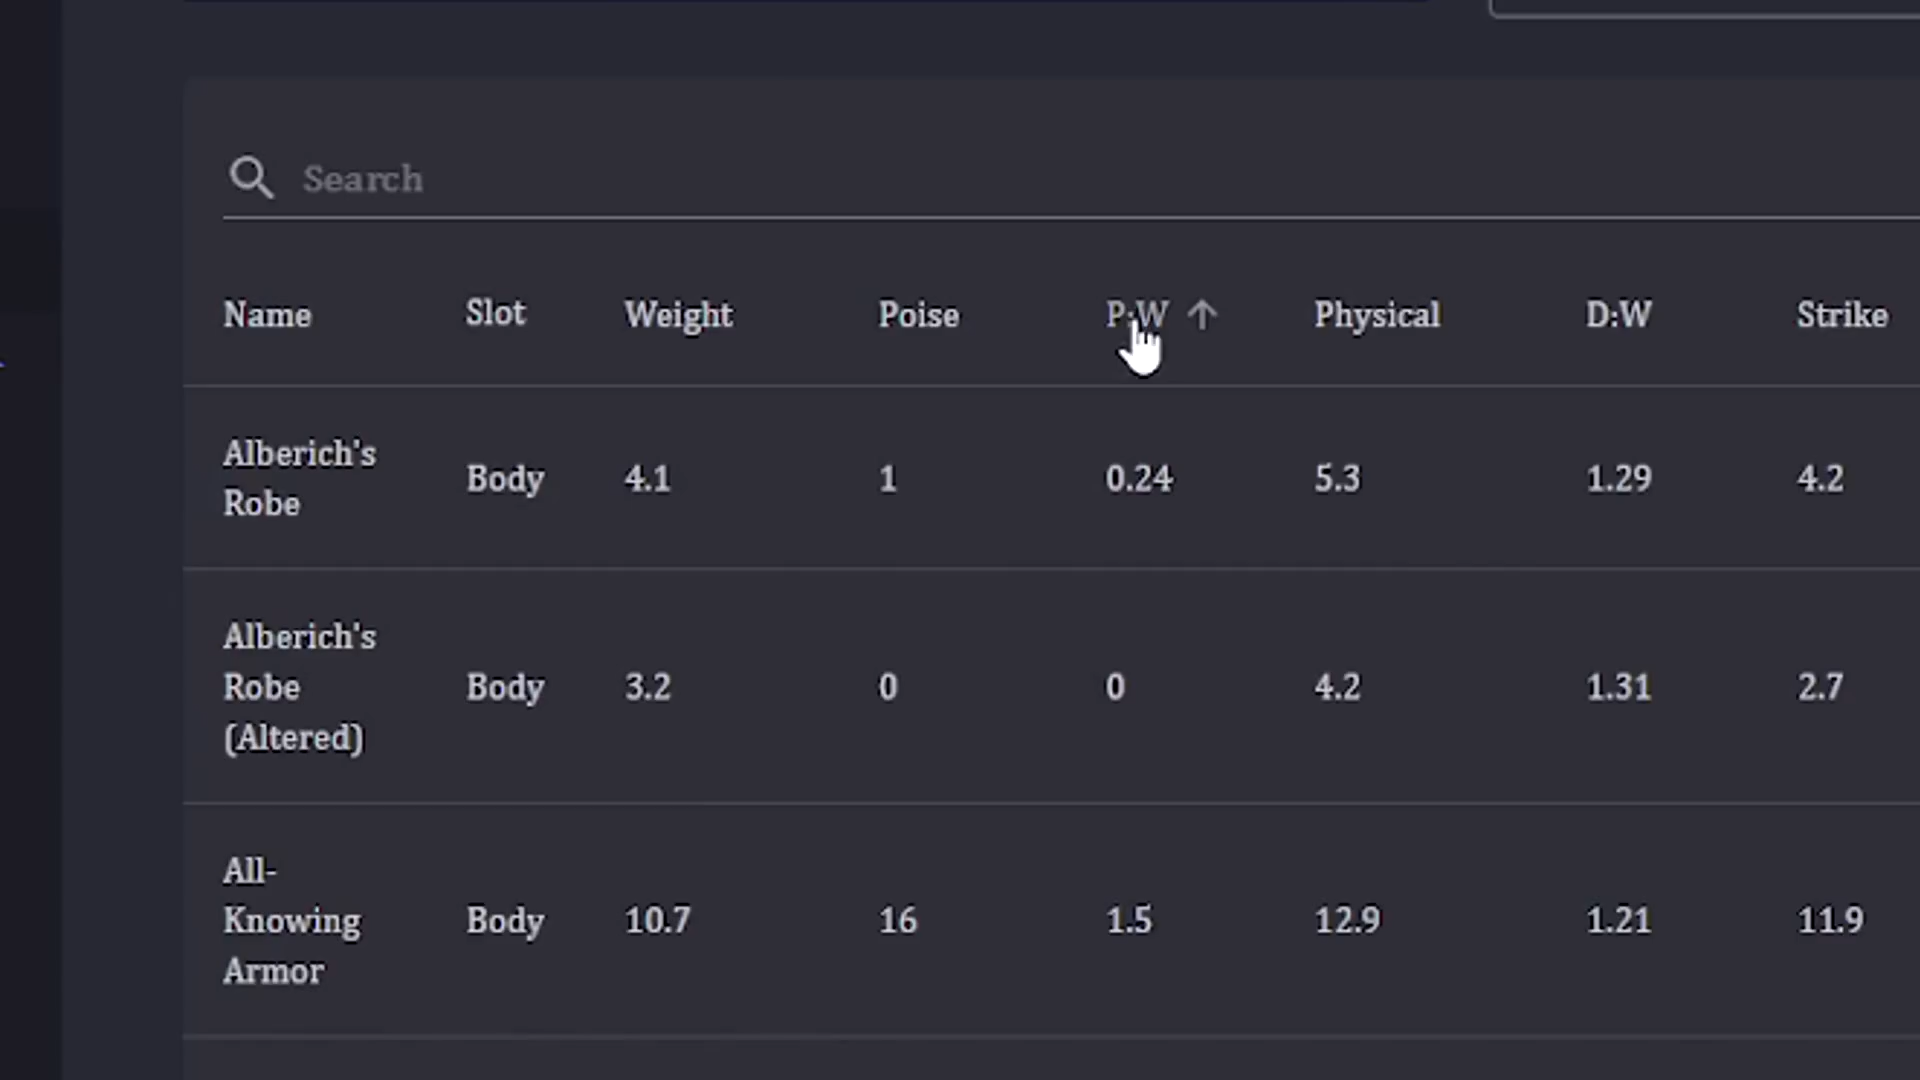 Search
Name Slot Weight Poise P:W Physical D:W Strike
Alberich's
Robe
Body 4.1 1 0.24 5.3 1.29 4.2
Alberich's
Robe
(Altered)
Body 3.2 0 0 4.2 1.31 2.7
All-
Knowing
Armor
Body 10.7 16 1.5 12.9 1.21 11.9